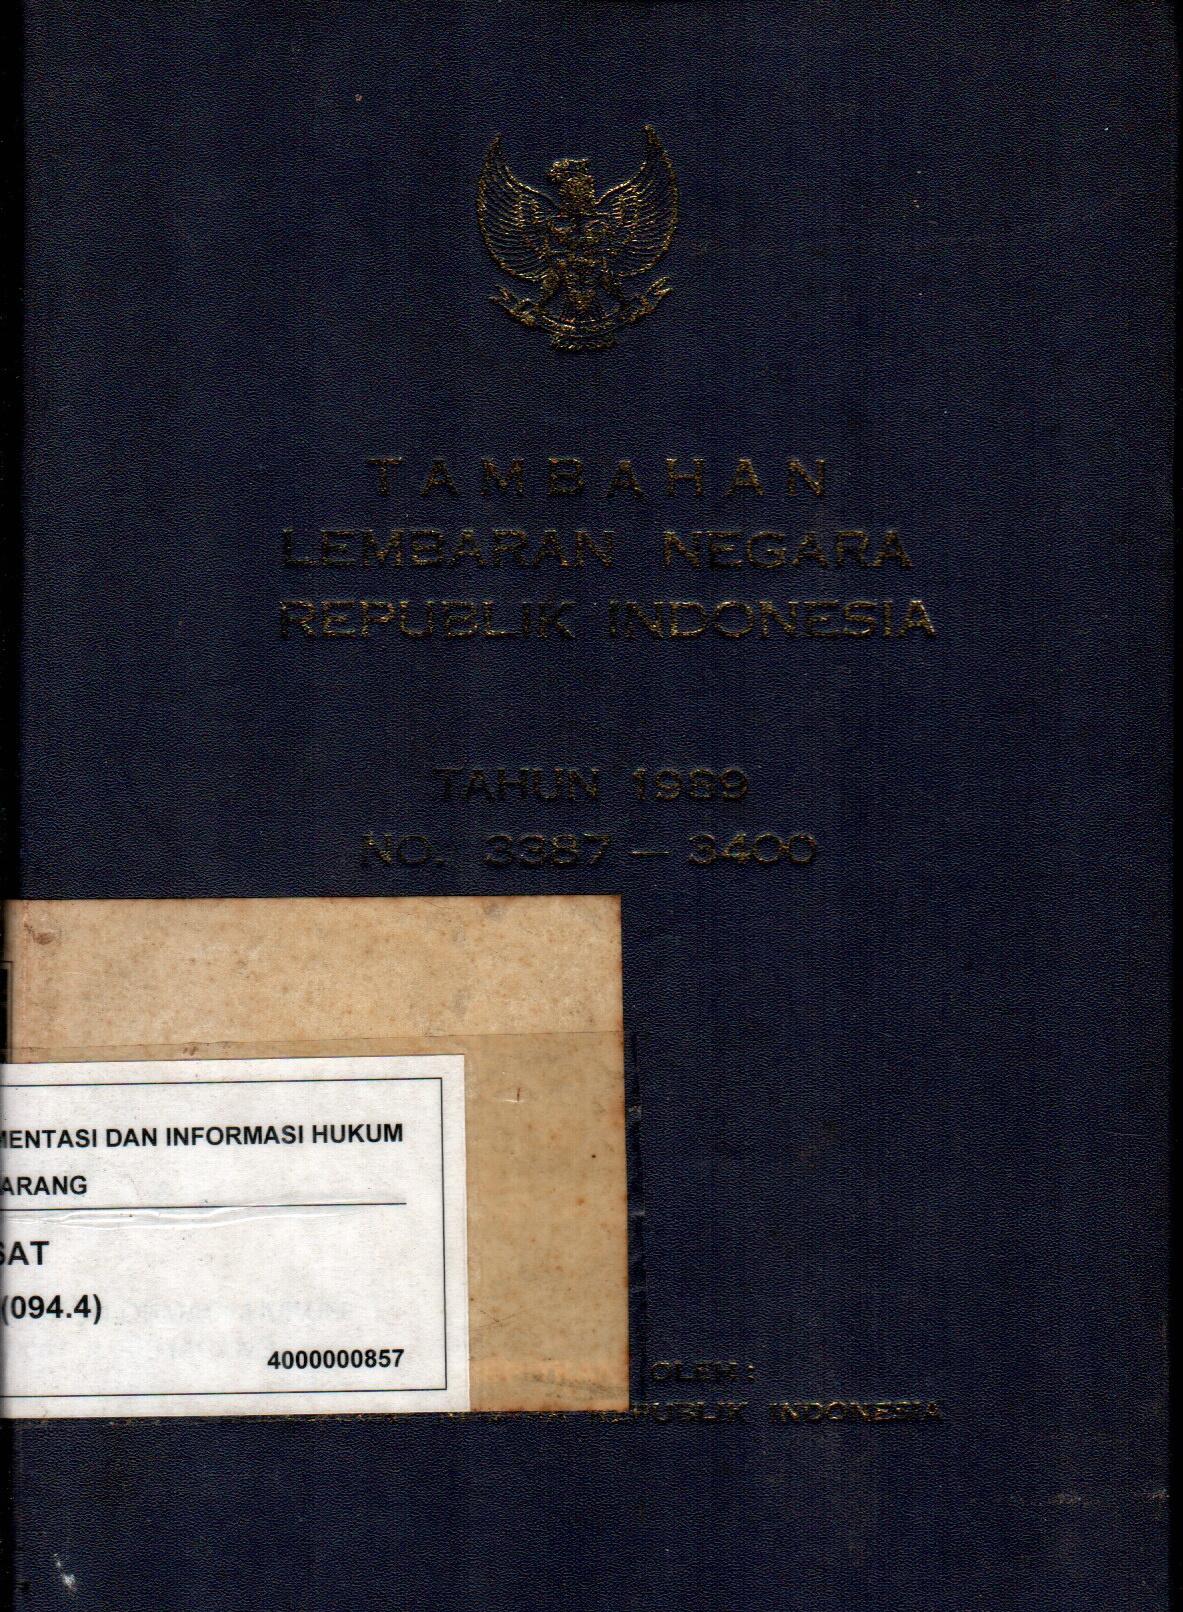 TAMBAHAN
LEMBARAN NEGARA
REPUBLIK INDONESIA
TAHUN 1989
NO. 3387 — 3400
MENTASI DAN INFORMASI HUKUM
ARANG
SAT
(094.4)
4000000857
OLEH :
REPUBLIK INDONESIA